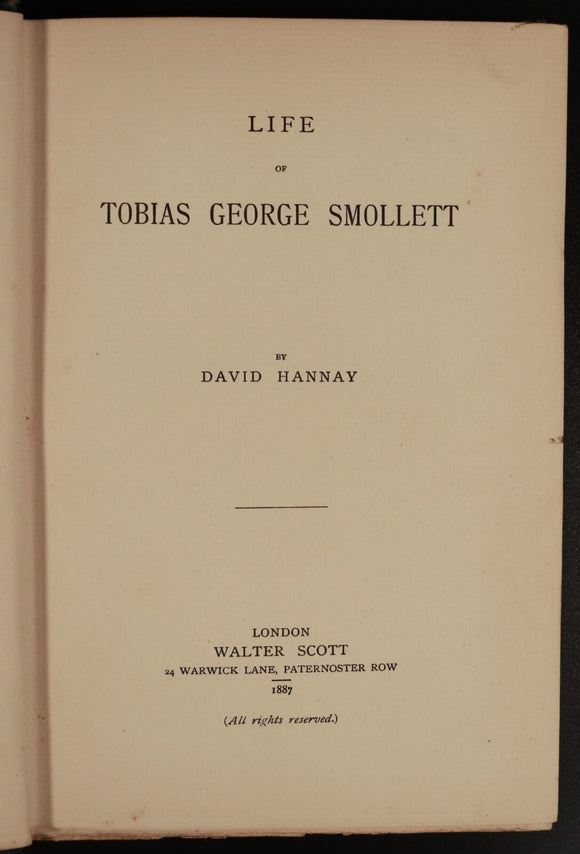 LIFE
OF
TOBIAS GEORGE SMOLLETT
BY
DAVID HANNAY
LONDON
WALTER SCOTT
24 WARWICK LANE, PATERNOSTER ROW
1887
(All rights reserved.)